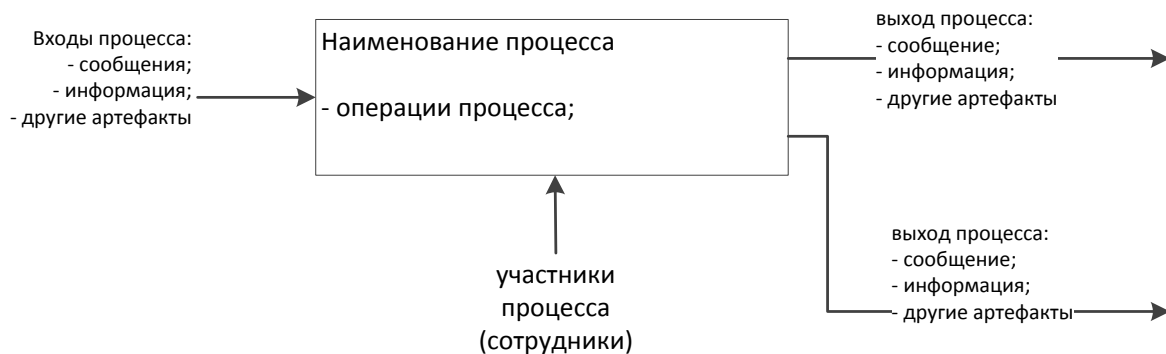 Входы процесса:
- сообщения;
- информация;
- другие артефакты
Наименование процесса
- операции процесса;
выход процесса:
- сообщение;
- информация;
- другие артефакты
участники
процесса
(сотрудники)
выход процесса:
- сообщение;
- информация;
- другие артефакты